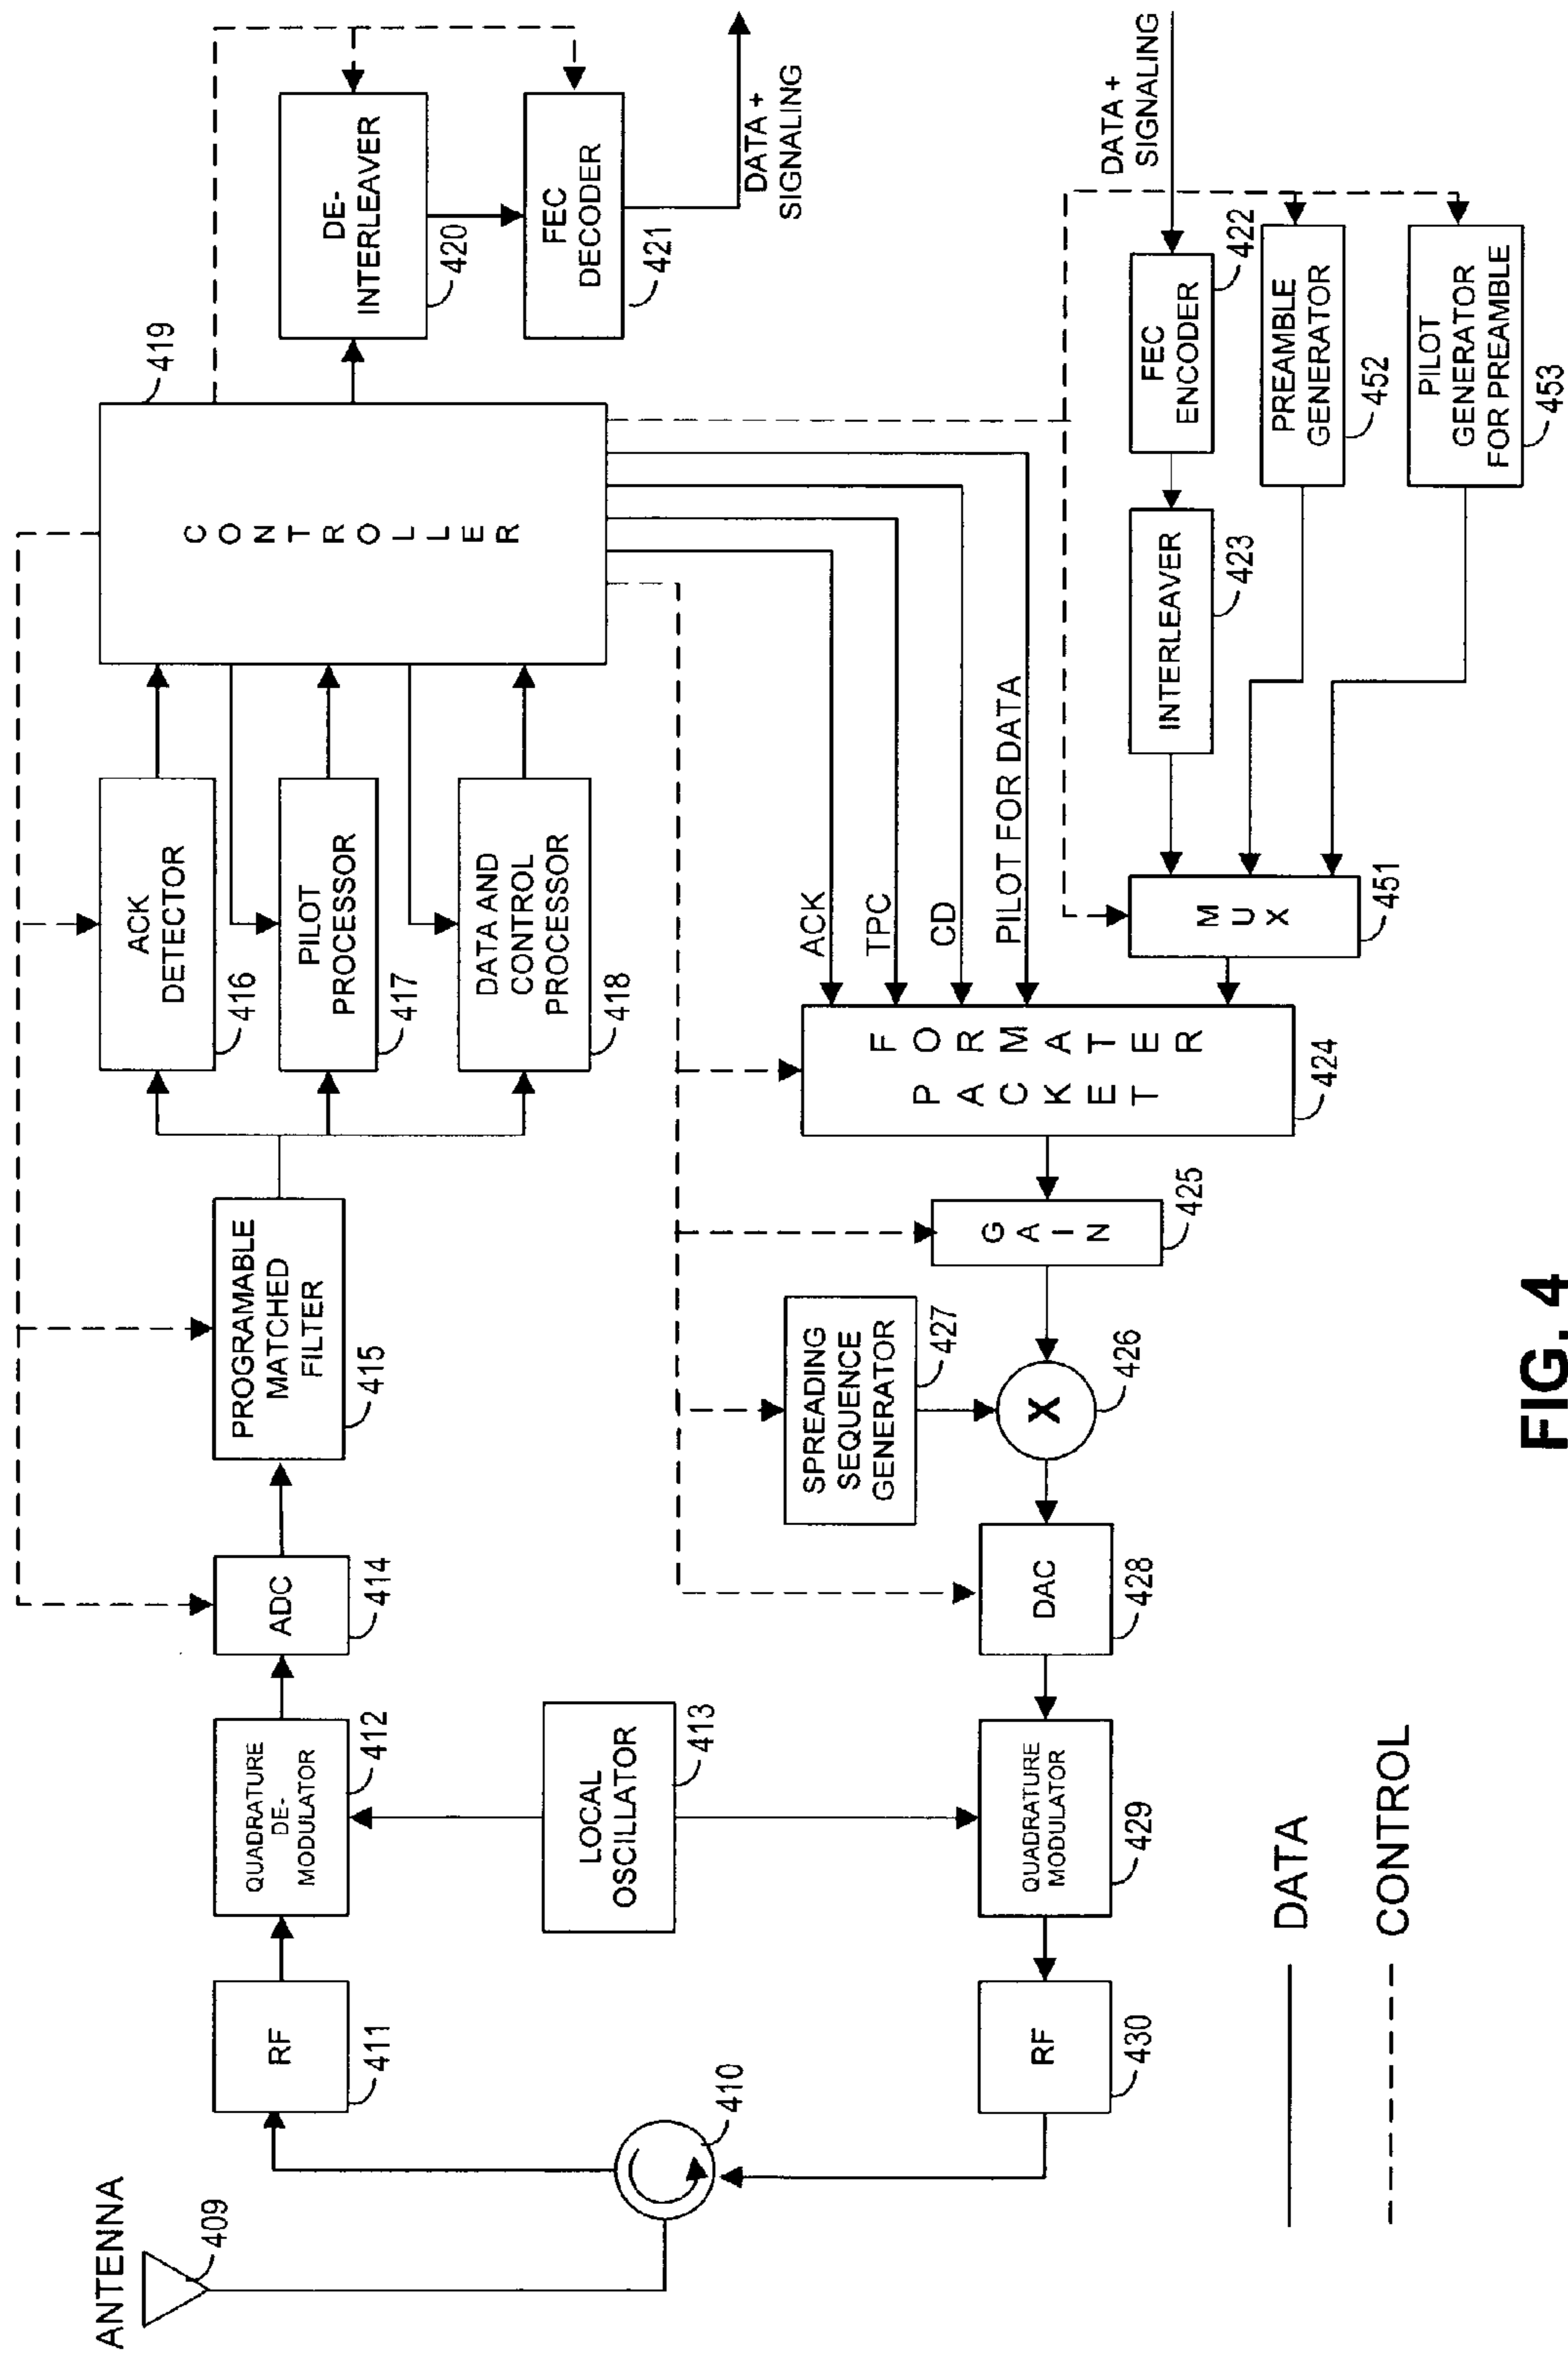 ANTENNA
409
410
RF
411
QUADRATURE
DE-
MODULATOR
412
LOCAL
OSCILLATOR
413
ADC
414
PROGRAMABLE
MATCHED
FILTER
415
ACK
DETECTOR
416
PILOT
PROCESSOR
417
DATA AND
CONTROL
PROCESSOR
418
CONTROLLER
419
DE-
INTERLEAVER
420
FEC
DECODER
421
DATA +
SIGNALING
RF
430
QUADRATURE
MODULATOR
429
DAC
428
SPREADING
SEQUENCE
GENERATOR
427
X
426
GAIN
425
PACKET
FORMATER
424
ACK
TPC
CD
PILOT FOR DATA
MUX
451
INTERLEAVER
423
FEC
ENCODER
422
DATA +
SIGNALING
PREAMBLE
GENERATOR
452
PILOT
GENERATOR
FOR PREAMBLE
453
DATA
CONTROL
FIG. 4